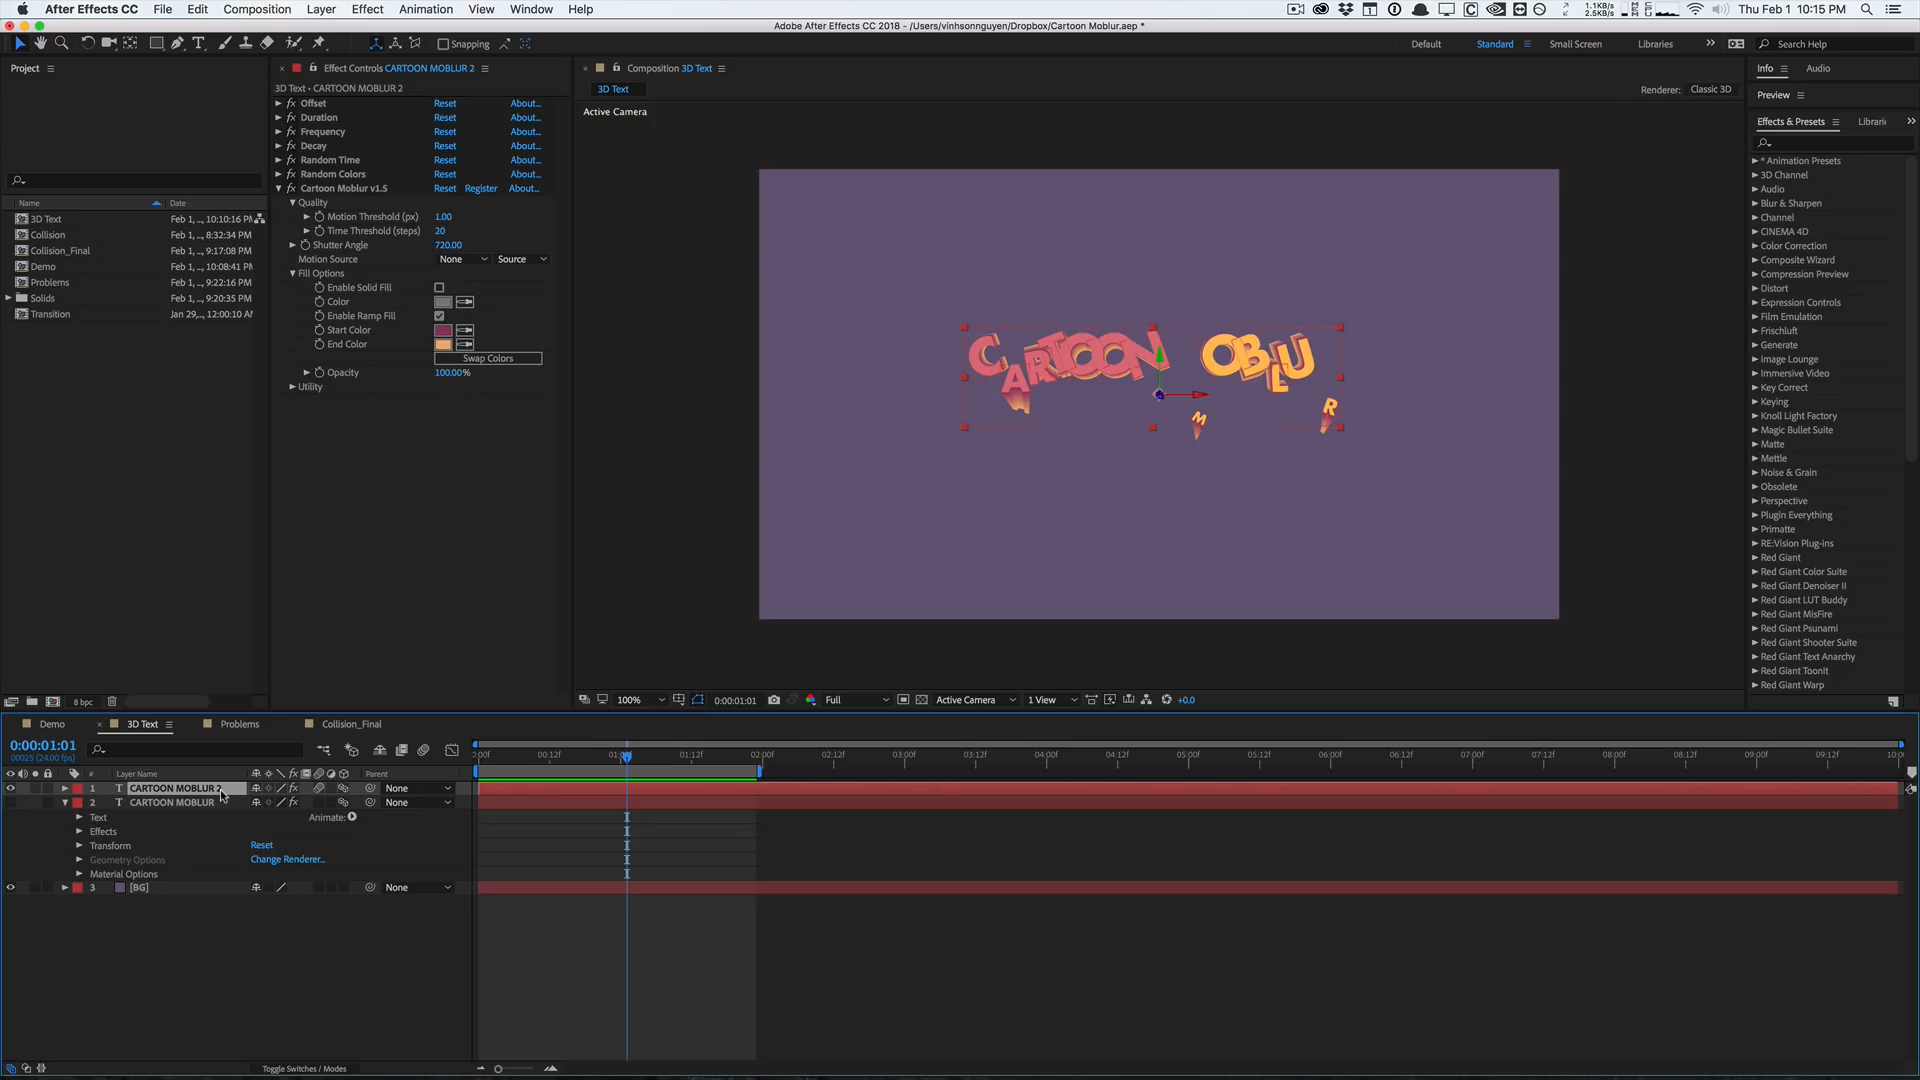 After Effects CC File Edit Composition Layer Effect Animation View Window Help
1.1KB/s
2.5KB/s
Thu Feb 1 10:15 PM
Adobe After Effects CC 2018 - /Users/vinhsonnguyen/Dropbox/Cartoon Moblur.aep *
Snapping
Default Standard Small Screen Libraries Search Help
Project
Effect Controls CARTOON MOBLUR 2
3D Text • CARTOON MOBLUR 2
fx Offset Reset About...
fx Duration Reset About...
fx Frequency Reset About...
fx Decay Reset About...
fx Random Time Reset About...
fx Random Colors Reset About...
fx Cartoon Moblur v1.5 Reset Register About...
Quality
Motion Threshold (px) 1.00
Time Threshold (steps) 20
Shutter Angle 720.00
Motion Source None Source
Fill Options
Enable Solid Fill
Color
Enable Ramp Fill
Start Color
End Color
Swap Colors
Opacity 100.00%
Utility
Name Date
3D Text Feb 1, ..., 10:10:16 PM
Collision Feb 1, ..., 8:32:34 PM
Collision_Final Feb 1, ..., 9:17:08 PM
Demo Feb 1, ..., 10:08:41 PM
Problems Feb 1, ..., 9:22:16 PM
Solids Feb 1, ..., 9:20:35 PM
Transition Jan 29,..., 12:00:10 A
8 bpc
Composition 3D Text
3D Text
Renderer: Classic 3D
Active Camera
CARTOON OBLU
M R
100% 0:00:01:01 Full Active Camera 1 View +0.0
Info Audio
Preview
Effects & Presets Librari
* Animation Presets
3D Channel
Audio
Blur & Sharpen
Channel
CINEMA 4D
Color Correction
Composite Wizard
Compression Preview
Distort
Expression Controls
Film Emulation
Frischluft
Generate
Image Lounge
Immersive Video
Key Correct
Keying
Knoll Light Factory
Magic Bullet Suite
Matte
Mettle
Noise & Grain
Obsolete
Perspective
Plugin Everything
Primatte
RE:Vision Plug-ins
Red Giant
Red Giant Color Suite
Red Giant Denoiser II
Red Giant LUT Buddy
Red Giant MisFire
Red Giant Psunami
Red Giant Shooter Suite
Red Giant Text Anarchy
Red Giant ToonIt
Red Giant Warp
Demo 3D Text Problems Collision_Final
0:00:01:01
00025 (24.00 fps)
:00f 00:12f 01:00f 01:12f 02:00f 02:12f 03:00f 03:12f 04:00f 04:12f 05:00f 05:12f 06:00f 06:12f 07:00f 07:12f 08:00f 08:12f 09:00f 09:12f 10:0
# Layer Name Parent
1 T CARTOON MOBLUR 2 None
2 T CARTOON MOBLUR None
Text Animate:
Effects
Transform Reset
Geometry Options Change Renderer...
Material Options
3 [BG] None
Toggle Switches / Modes